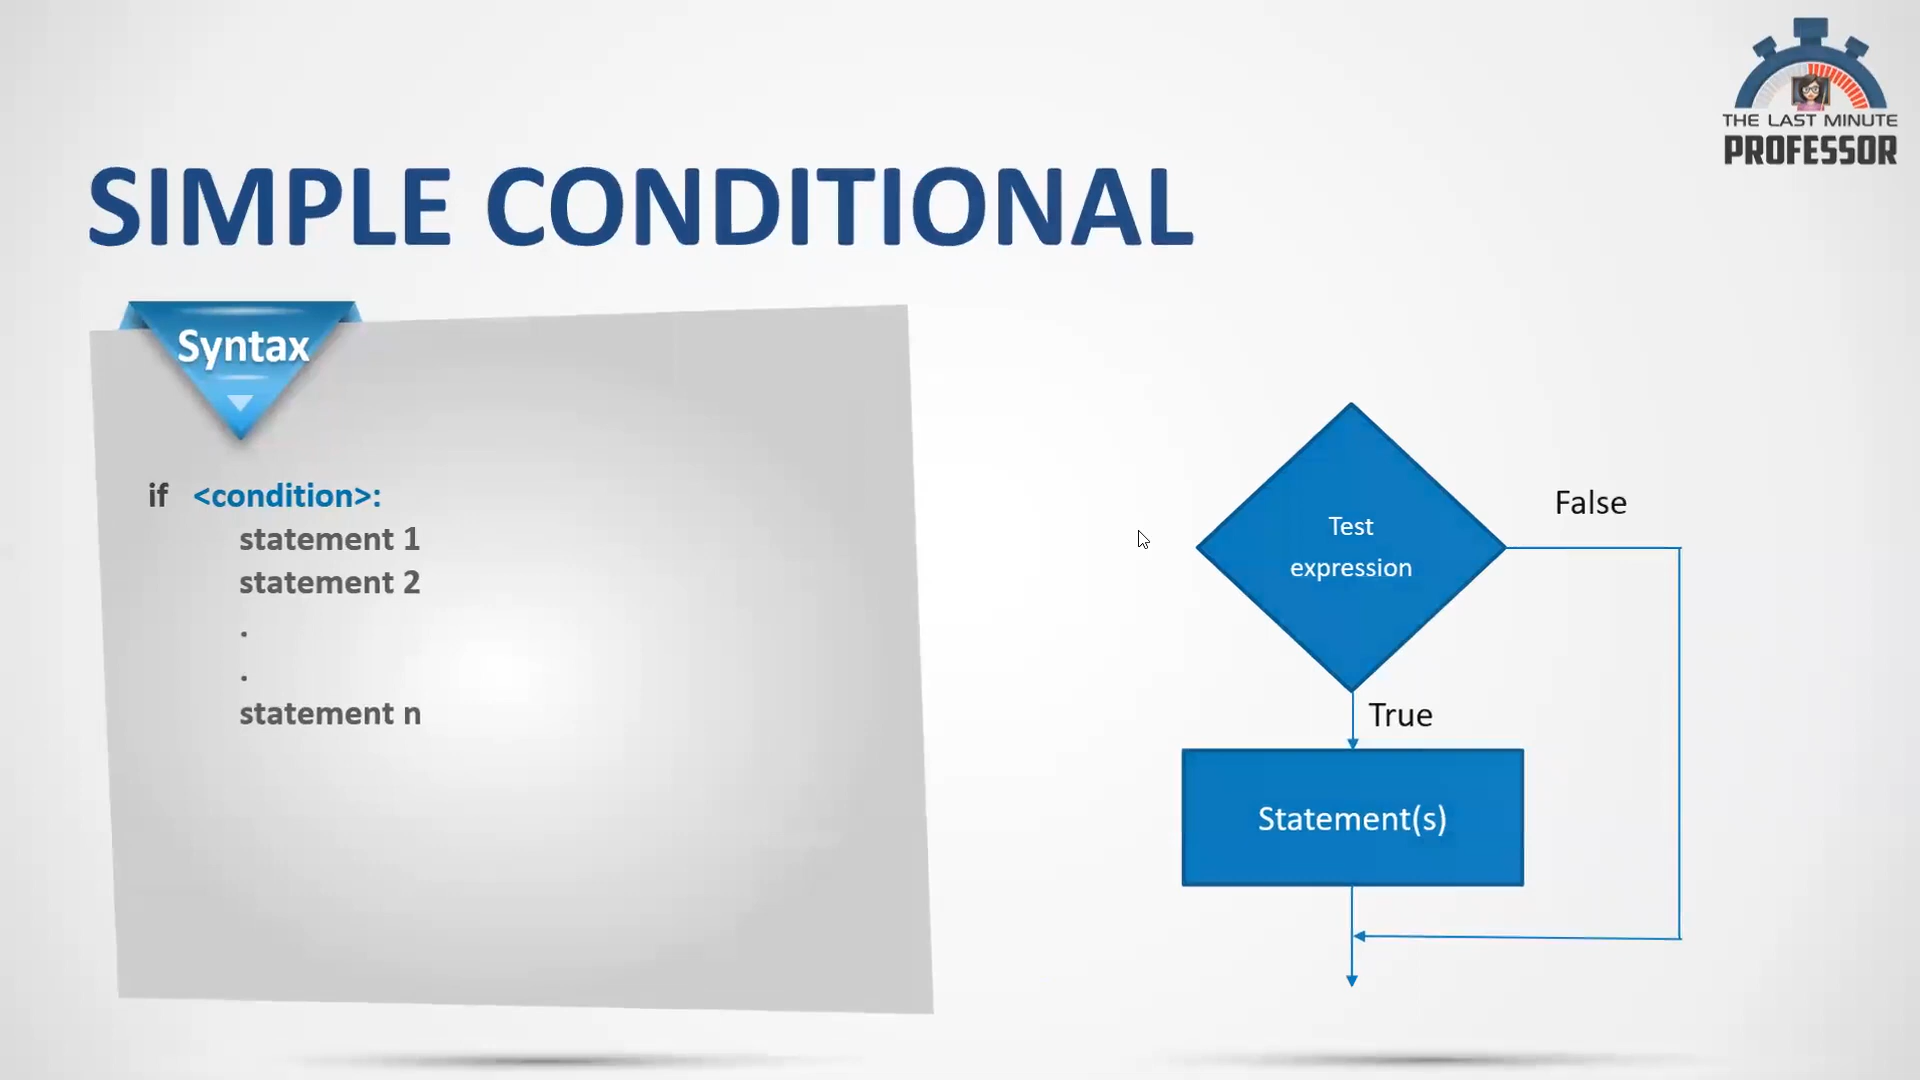 THE LAST MINUTE
PROFESSOR
SIMPLE CONDITIONAL
Syntax
if <condition>:
statement 1
statement 2
.
.
statement n
Test
expression
False
True
Statement(s)